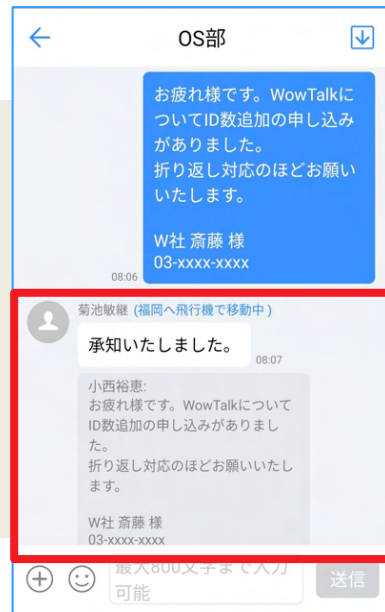 OS部
お疲れ様です。WowTalkに
ついてID数追加の申し込み
がありました。
折り返し対応のほどお願い
いたします。
W社 斎藤 様
03-xxxx-xxxx
08:06
菊池敏継 (福岡へ飛行機で移動中)
承知いたしました。
08:07
小西裕恵:
お疲れ様です。WowTalkについて
ID数追加の申し込みがありまし
た。
折り返し対応のほどお願いいたし
ます。
W社 斎藤 様
03-xxxx-xxxx
最大800文字まで入力
可能
送信